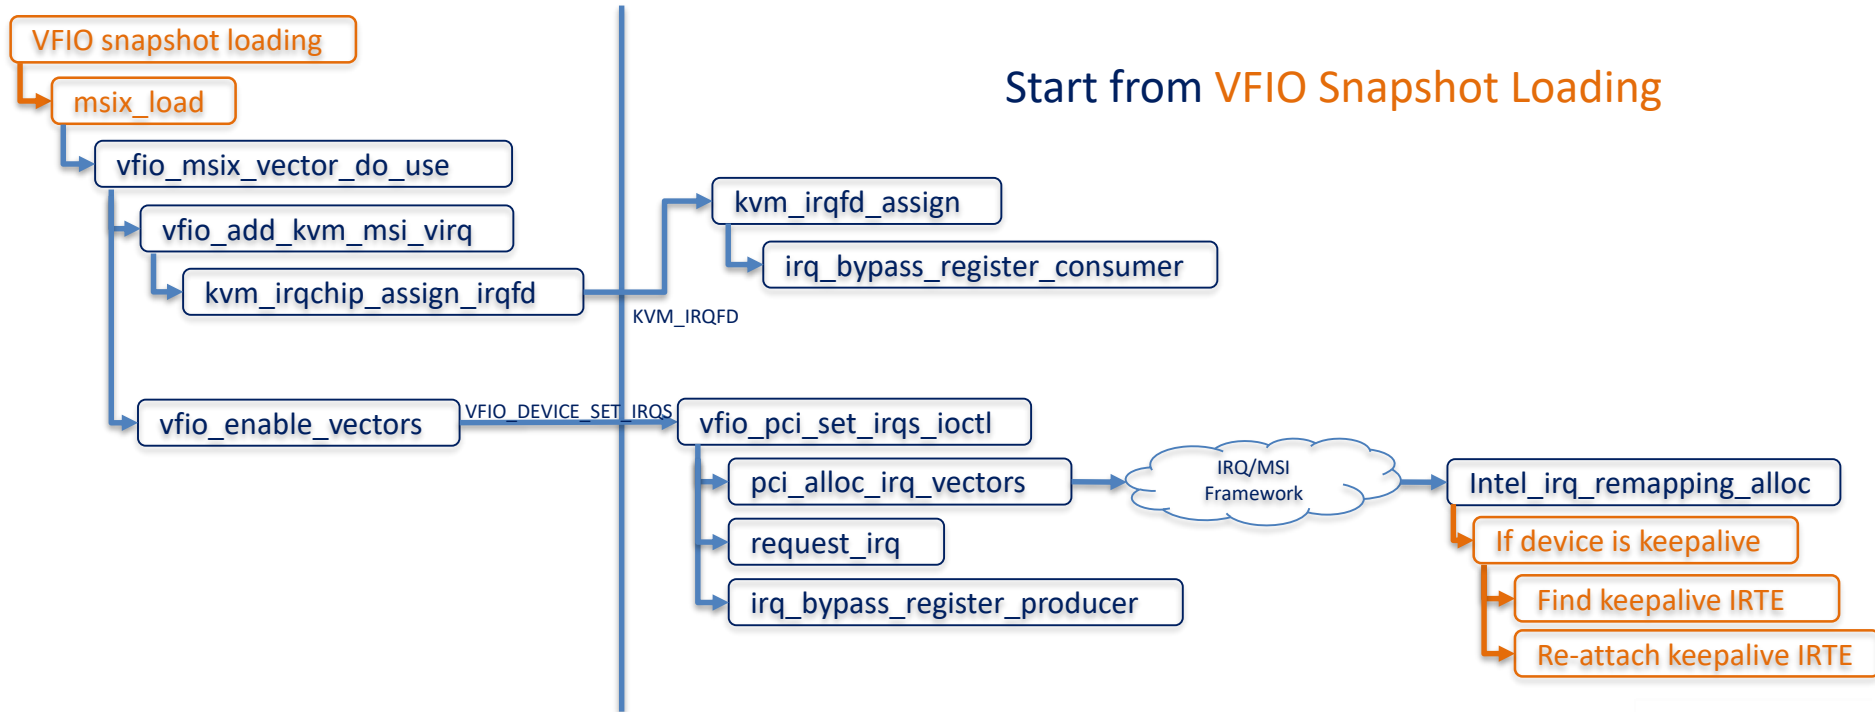 VFIO snapshot loading
msix_load
Start from VFIO Snapshot Loading
vfio_msix_vector_do_use
vfio_add_kvm_msi_virq
kvm_irqchip_assign_irqfd
KVM_IRQFD
kvm_irqfd_assign
irq_bypass_register_consumer
vfio_enable_vectors
VFIO_DEVICE_SET_IRQS
vfio_pci_set_irqs_ioctl
pci_alloc_irq_vectors
IRQ/MSI
Framework
Intel_irq_remapping_alloc
request_irq
If device is keepalive
irq_bypass_register_producer
Find keepalive IRTE
Re-attach keepalive IRTE